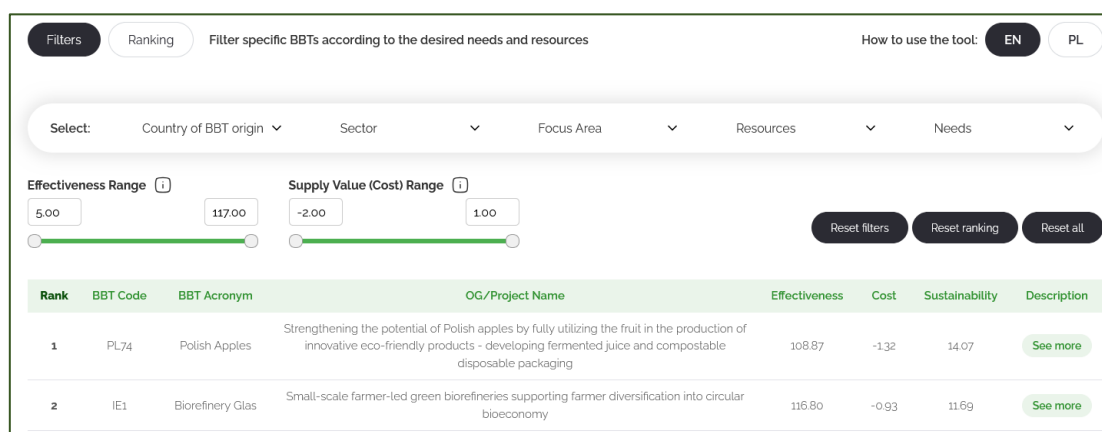 Filters Ranking Filter specific BBTs according to the desired needs and resources How to use the tool: EN PL
Select: Country of BBT origin Sector Focus Area Resources Needs
Effectiveness Range i Supply Value (Cost) Range i
5.00 117.00 -2.00 1.00
Reset filters Reset ranking Reset all
Rank BBT Code BBT Acronym OG/Project Name Effectiveness Cost Sustainability Description
Strengthening the potential of Polish apples by fully utilizing the fruit in the production of
1 PL74 Polish Apples innovative eco-friendly products - developing fermented juice and compostable 108.87 -1.32 14.07 See more
disposable packaging
Small-scale farmer-led green biorefineries supporting farmer diversification into circular
2 IE1 Biorefinery Glas 116.80 -0.93 11.69 See more
bioeconomy